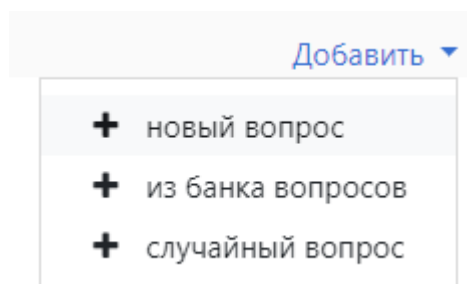 Добавить
новый вопрос
из банка вопросов
случайный вопрос